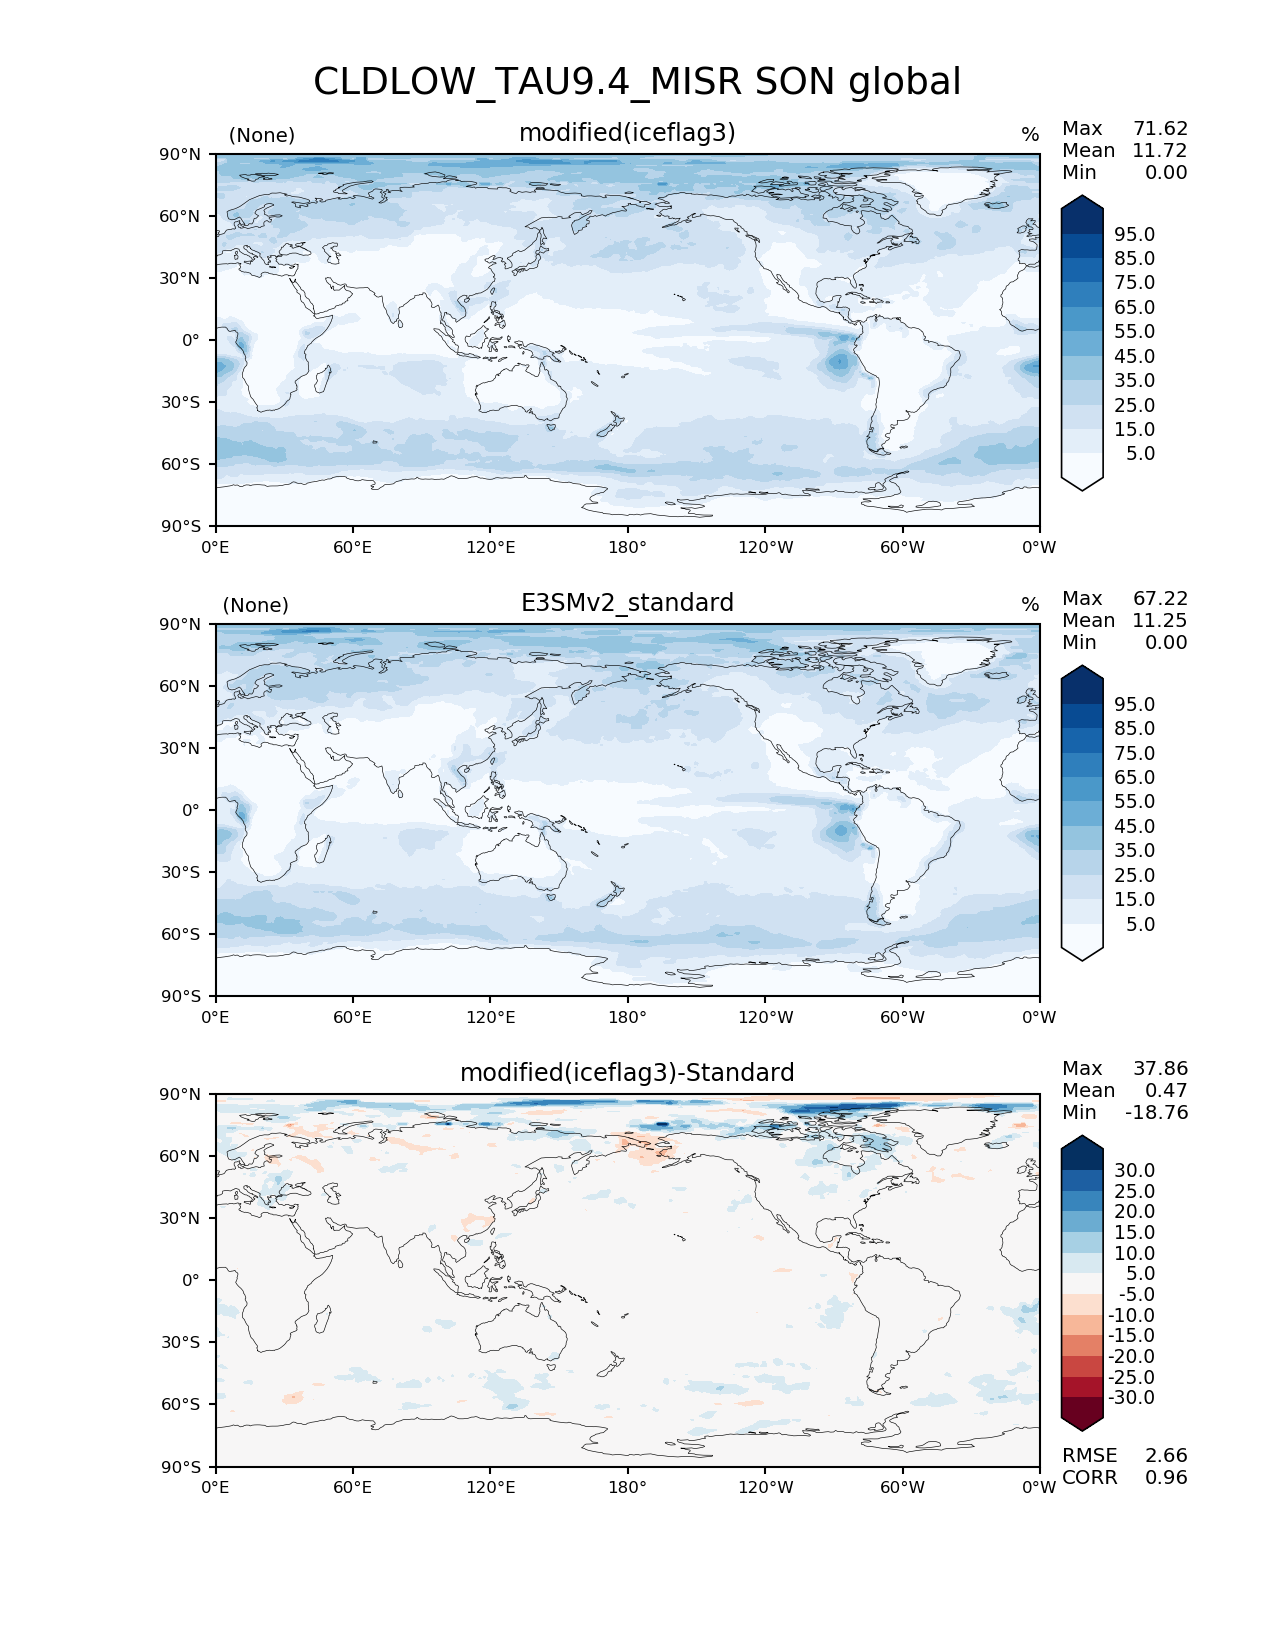 CLDLOW_TAU9.4_MISR SON global
(None)
modified(iceflag3)
%
Max 71.62
Mean 11.72
Min 0.00
90°N
60°N
30°N
0°
30°S
60°S
90°S
0°E 60°E 120°E 180° 120°W 60°W 0°W
95.0
85.0
75.0
65.0
55.0
45.0
35.0
25.0
15.0
5.0
(None)
E3SMv2_standard
%
Max 67.22
Mean 11.25
Min 0.00
90°N
60°N
30°N
0°
30°S
60°S
90°S
0°E 60°E 120°E 180° 120°W 60°W 0°W
95.0
85.0
75.0
65.0
55.0
45.0
35.0
25.0
15.0
5.0
modified(iceflag3)-Standard
Max 37.86
Mean 0.47
Min -18.76
90°N
60°N
30°N
0°
30°S
60°S
90°S
0°E 60°E 120°E 180° 120°W 60°W 0°W
30.0
25.0
20.0
15.0
10.0
5.0
-5.0
-10.0
-15.0
-20.0
-25.0
-30.0
RMSE 2.66
CORR 0.96